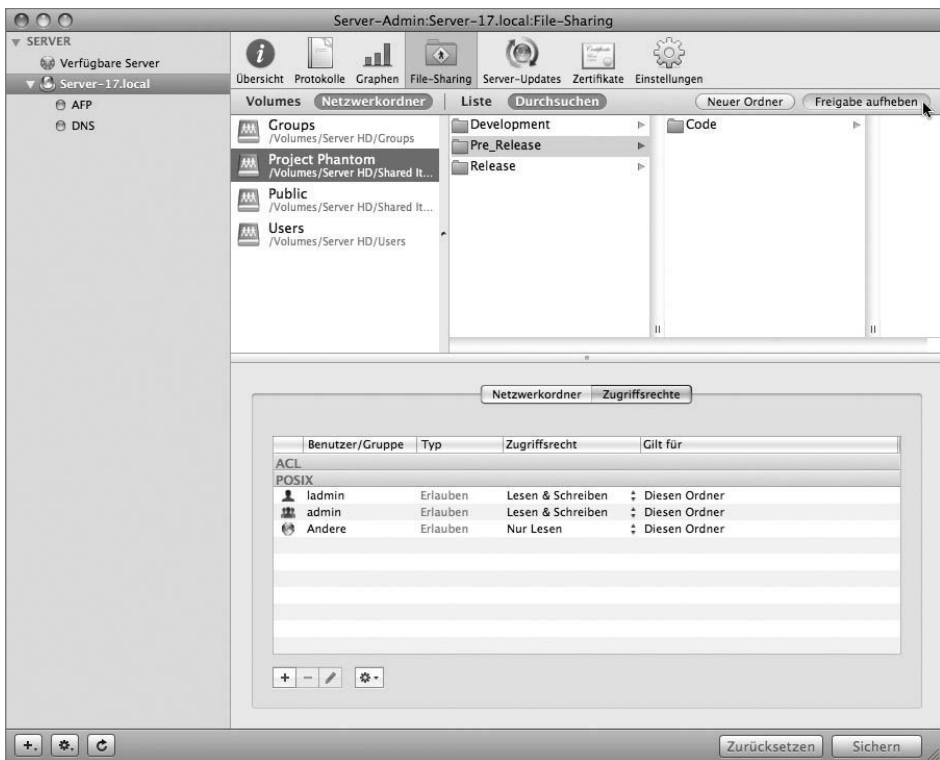 Server-Admin:Server-17.local:File-Sharing
SERVER
Verfügbare Server
Server-17.local
AFP
DNS
Übersicht Protokolle Graphen File-Sharing Server-Updates Zertifikate Einstellungen
Volumes Netzwerkordner Liste Durchsuchen Neuer Ordner Freigabe aufheben
Groups
/Volumes/Server HD/Groups
Project Phantom
/Volumes/Server HD/Shared It...
Public
/Volumes/Server HD/Shared It...
Users
/Volumes/Server HD/Users
Development
Pre_Release
Release
Code
Netzwerkordner Zugriffsrechte
Benutzer/Gruppe Typ Zugriffsrecht Gilt für
ACL
POSIX
ladmin Erlauben Lesen & Schreiben Diesen Ordner
admin Erlauben Lesen & Schreiben Diesen Ordner
Andere Erlauben Nur Lesen Diesen Ordner
Zurücksetzen Sichern